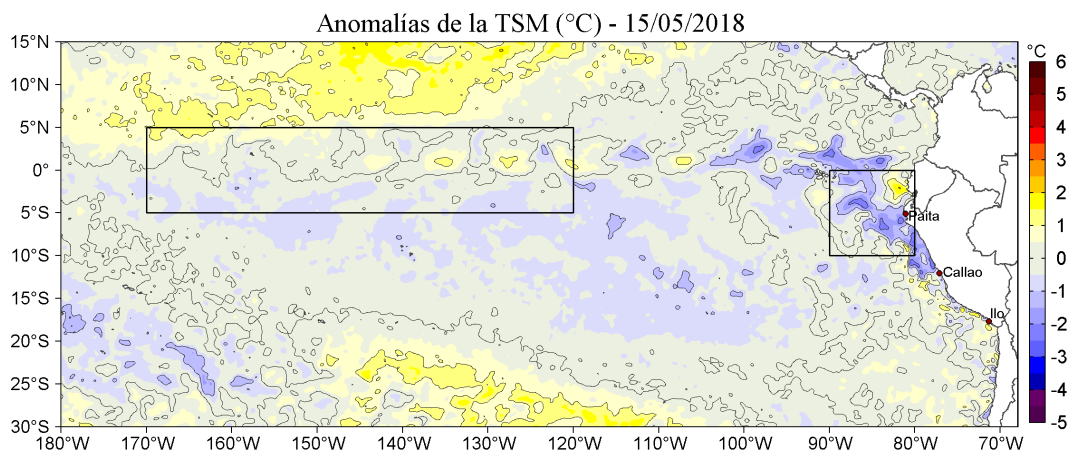 Anomalías de la TSM (°C) - 15/05/2018
15°N
10°N
5°N
0°
5°S
10°S
15°S
20°S
25°S
30°S
180°W
170°W
160°W
150°W
140°W
130°W
120°W
110°W
100°W
90°W
80°W
70°W
Paita
Callao
Ilo
°C
6
5
4
3
2
1
0
-1
-2
-3
-4
-5